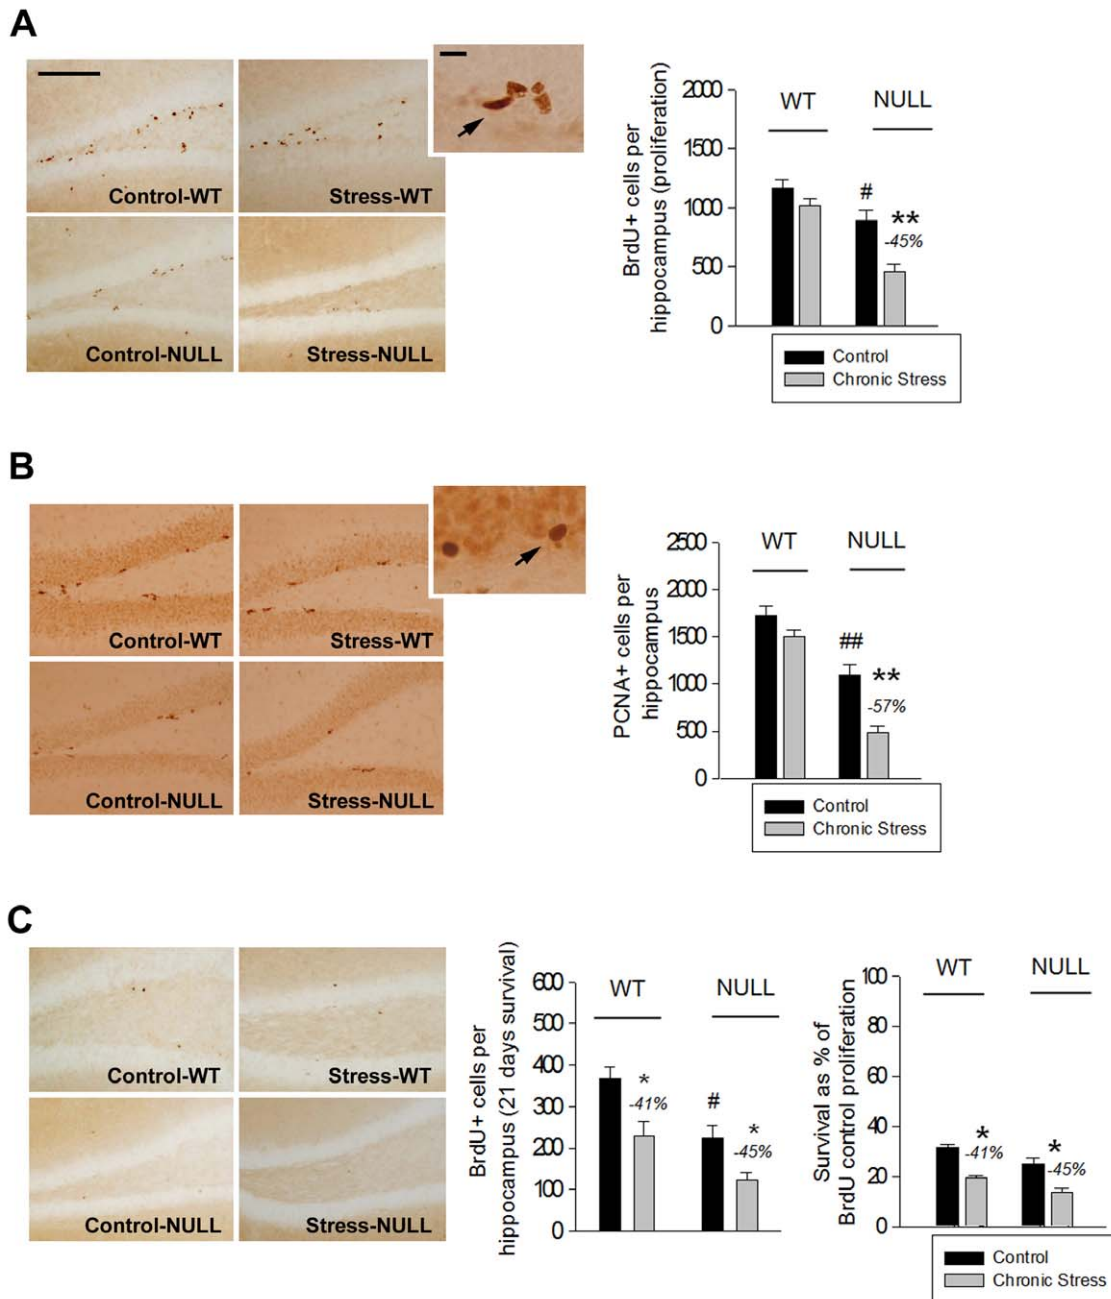 A
Control-WT
Stress-WT
Control-NULL
Stress-NULL
BrdU+ cells per
hippocampus (proliferation)
2000
1500
1000
500
0
WT
NULL
#
**
-45%
Control
Chronic Stress
B
Control-WT
Stress-WT
Control-NULL
Stress-NULL
PCNA+ cells per
hippocampus
2500
2000
1500
1000
500
0
WT
NULL
##
**
-57%
Control
Chronic Stress
C
Control-WT
Stress-WT
Control-NULL
Stress-NULL
BrdU+ cells per
hippocampus (21 days survival)
600
500
400
300
200
100
0
WT
NULL
*
-41%
#
*
-45%
Survival as % of
BrdU control proliferation
100
80
60
40
20
0
WT
NULL
*
-41%
*
-45%
Control
Chronic Stress